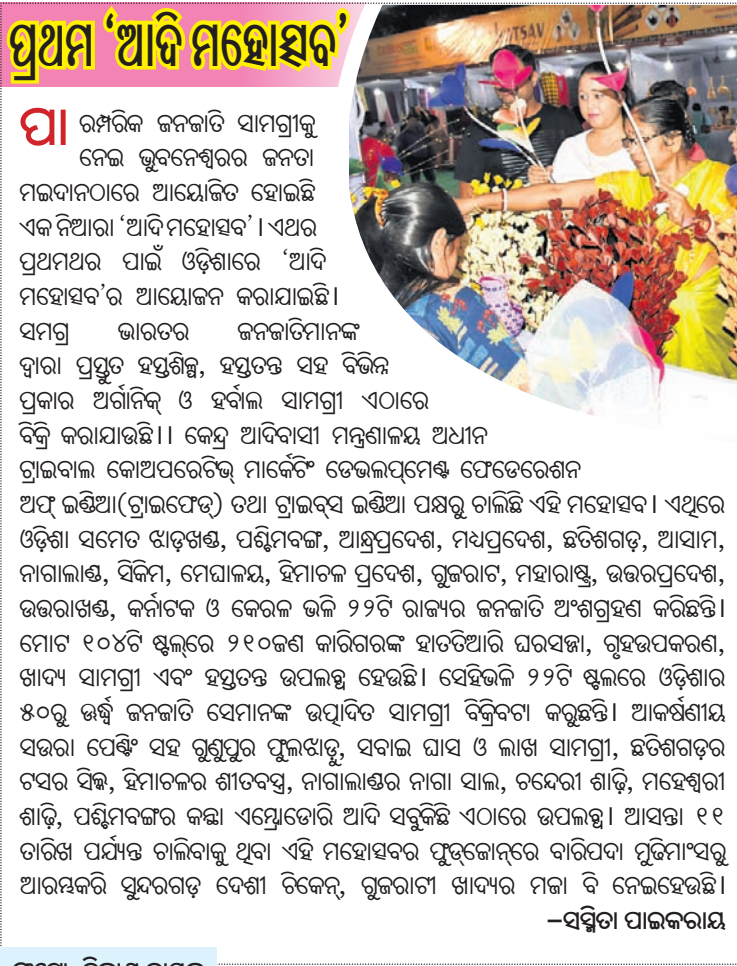 ପ୍ରଥମ ‘ଆଦି ମହୋତ୍ସବ’
ପାରମ୍ପରିକ ଜନଜାତି ସାମଗ୍ରୀକୁ
ନେଇ ଭୁବନେଶ୍ୱରର ଜନତା
ମଇଦାନଠାରେ ଆୟୋଜିତ ହୋଇଛି
ଏକ ନିଆରା ‘ଆଦି ମହୋତ୍ସବ’ । ଏଥର
ପ୍ରଥମଥର ପାଇଁ ଓଡ଼ିଶାରେ ‘ଆଦି
ମହୋତ୍ସବ’ର ଆୟୋଜନ କରାଯାଇଛି।
ସମଗ୍ର ଭାରତର ଜନଜାତିମାନଙ୍କ
ଦ୍ୱାରା ପ୍ରସ୍ତୁତ ହସ୍ତଶିଳ୍ପ, ହସ୍ତତନ୍ତ ସହ ବିଭିନ୍ନ
ପ୍ରକାର ଅର୍ଗାନିକ୍ ଓ ହର୍ବାଲ ସାମଗ୍ରୀ ଏଠାରେ
ବିକ୍ରି କରାଯାଉଛି।। କେନ୍ଦ୍ର ଆଦିବାସୀ ମନ୍ତ୍ରଣାଳୟ ଅଧୀନ
ଟ୍ରାଇବାଲ କୋଅପରେଟିଭ୍ ମାର୍କେଟିଂ ଡେଭଲପ୍‌ମେଣ୍ଟ ଫେଡେରେଶନ
ଅଫ୍ ଇଣ୍ଡିଆ(ଟ୍ରାଇଫେଡ୍) ତଥା ଟ୍ରାଇବ୍‌ସ ଇଣ୍ଡିଆ ପକ୍ଷରୁ ଚାଲିଛି ଏହି ମହୋତ୍ସବ। ଏଥିରେ
ଓଡ଼ିଶା ସମେତ ଝାଡ଼ଖଣ୍ଡ, ପଶ୍ଚିମବଙ୍ଗ, ଆନ୍ଧ୍ରପ୍ରଦେଶ, ମଧ୍ୟପ୍ରଦେଶ, ଛତିଶଗଡ଼, ଆସାମ,
ନାଗାଲାଣ୍ଡ, ସିକିମ, ମେଘାଳୟ, ହିମାଚଳ ପ୍ରଦେଶ, ଗୁଜରାଟ, ମହାରାଷ୍ଟ୍ର, ଉତ୍ତରପ୍ରଦେଶ,
ଉତ୍ତରାଖଣ୍ଡ, କର୍ନାଟକ ଓ କେରଳ ଭଳି ୨୨ଟି ରାଜ୍ୟର ଜନଜାତି ଅଂଶଗ୍ରହଣ କରିଛନ୍ତି।
ମୋଟ ୧୦୪ଟି ଷ୍ଟଲ୍‌ରେ ୨୧୦ଜଣ କାରିଗରଙ୍କ ହାତତିଆରି ଘରସଜା, ଗୃହଉପକରଣ,
ଖାଦ୍ୟ ସାମଗ୍ରୀ ଏବଂ ହସ୍ତତନ୍ତ ଉପଲବ୍ଧ ହେଉଛି। ସେହିଭଳି ୨୨ଟି ଷ୍ଟଲରେ ଓଡ଼ିଶାର
୫୦ରୁ ଊର୍ଦ୍ଧ୍ୱ ଜନଜାତି ସେମାନଙ୍କ ଉତ୍ପାଦିତ ସାମଗ୍ରୀ ବିକ୍ରିବଟା କରୁଛନ୍ତି। ଆକର୍ଷଣୀୟ
ସଉରା ପେଣ୍ଟିଂ ସହ ଗୁଣୁପୁର ଫୁଲଝାଡ଼ୁ, ସବାଇ ଘାସ ଓ ଲାଖ ସାମଗ୍ରୀ, ଛତିଶଗଡ଼ର
ଟସର ସିଲ୍କ, ହିମାଚଳର ଶୀତବସ୍ତ୍ର, ନାଗାଲାଣ୍ଡର ନାଗା ସାଲ, ଚନ୍ଦେରୀ ଶାଢ଼ି, ମହେଶ୍ୱରୀ
ଶାଢ଼ି, ପଶ୍ଚିମବଙ୍ଗର କନ୍ଥା ଏମ୍ବ୍ରୋଡୋରି ଆଦି ସବୁକିଛି ଏଠାରେ ଉପଲବ୍ଧ। ଆସନ୍ତା ୧୧
ତାରିଖ ପର୍ଯ୍ୟନ୍ତ ଚାଲିବାକୁ ଥିବା ଏହି ମହୋତ୍ସବର ଫୁଡ୍‌ଜୋନ୍‌ରେ ବାରିପଦା ମୁଢିମାଂସରୁ
ଆରମ୍ଭକରି ସୁନ୍ଦରଗଡ଼ ଦେଶୀ ଚିକେନ୍, ଗୁଜରାଟୀ ଖାଦ୍ୟର ମଜା ବି ନେଇହେଉଛି।
–ସସ୍ମିତା ପାଇକରାୟ